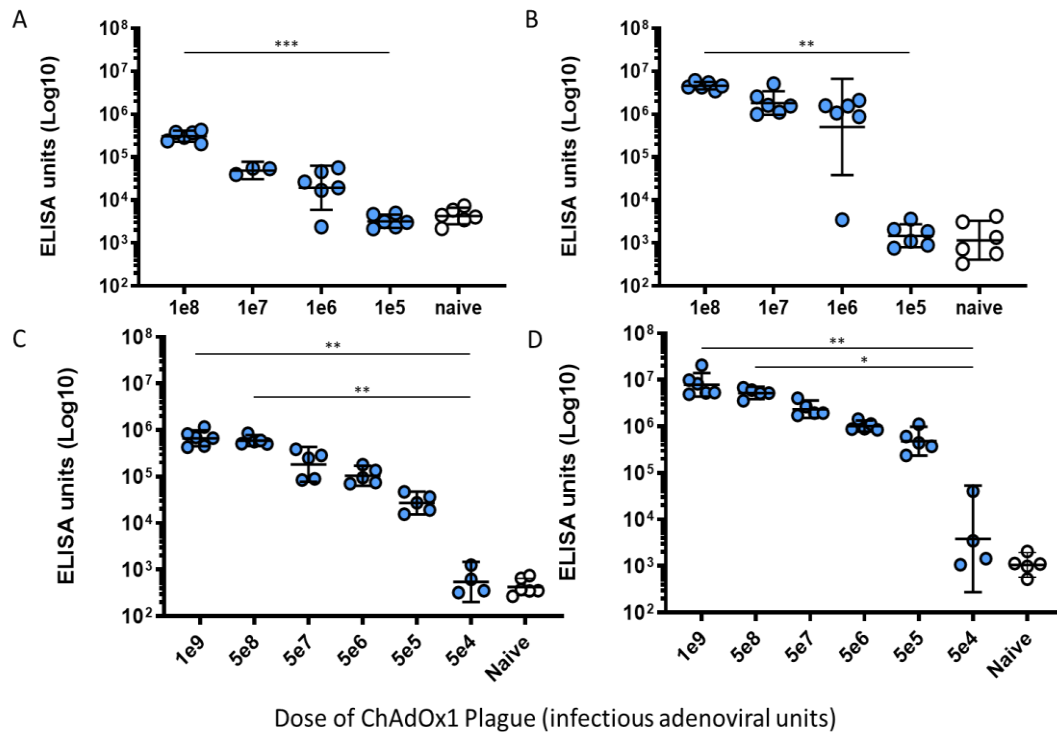 A
ELISA units (Log10)
10⁸
10⁷
10⁶
10⁵
10⁴
10³
10²
***
1e8 1e7 1e6 1e5 naive
B
ELISA units (Log10)
10⁸
10⁷
10⁶
10⁵
10⁴
10³
10²
**
1e8 1e7 1e6 1e5 naive
C
ELISA units (Log10)
10⁸
10⁷
10⁶
10⁵
10⁴
10³
10²
**
**
1e9 5e8 5e7 5e6 5e5 5e4 Naive
D
ELISA units (Log10)
10⁸
10⁷
10⁶
10⁵
10⁴
10³
10²
**
*
1e9 5e8 5e7 5e6 5e5 5e4 Naive
Dose of ChAdOx1 Plague (infectious adenoviral units)